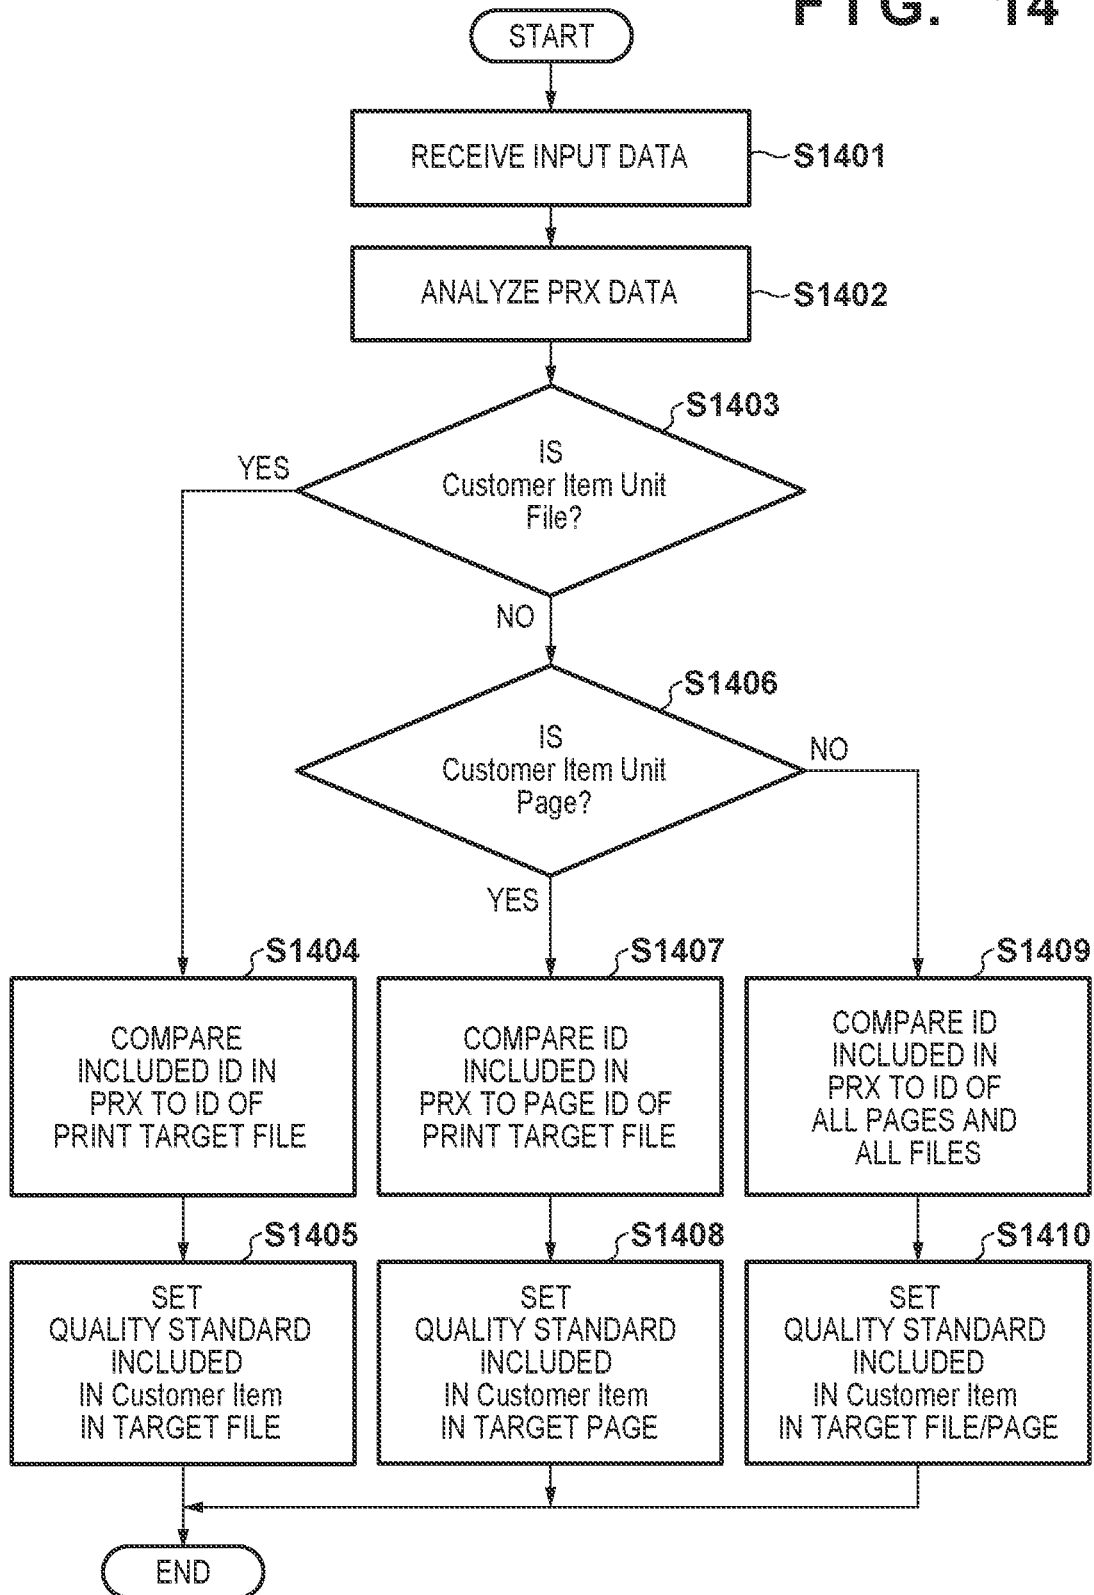 FIG. 14
START
RECEIVE INPUT DATA
S1401
ANALYZE PRX DATA
S1402
S1403
IS
Customer Item Unit
File?
YES
NO
S1406
IS
Customer Item Unit
Page?
NO
YES
S1404
COMPARE
INCLUDED ID IN
PRX TO ID OF
PRINT TARGET FILE
S1407
COMPARE ID
INCLUDED IN
PRX TO PAGE ID OF
PRINT TARGET FILE
S1409
COMPARE ID
INCLUDED IN
PRX TO ID OF
ALL PAGES AND
ALL FILES
S1405
SET
QUALITY STANDARD
INCLUDED
IN Customer Item
IN TARGET FILE
S1408
SET
QUALITY STANDARD
INCLUDED
IN Customer Item
IN TARGET PAGE
S1410
SET
QUALITY STANDARD
INCLUDED
IN Customer Item
IN TARGET FILE/PAGE
END